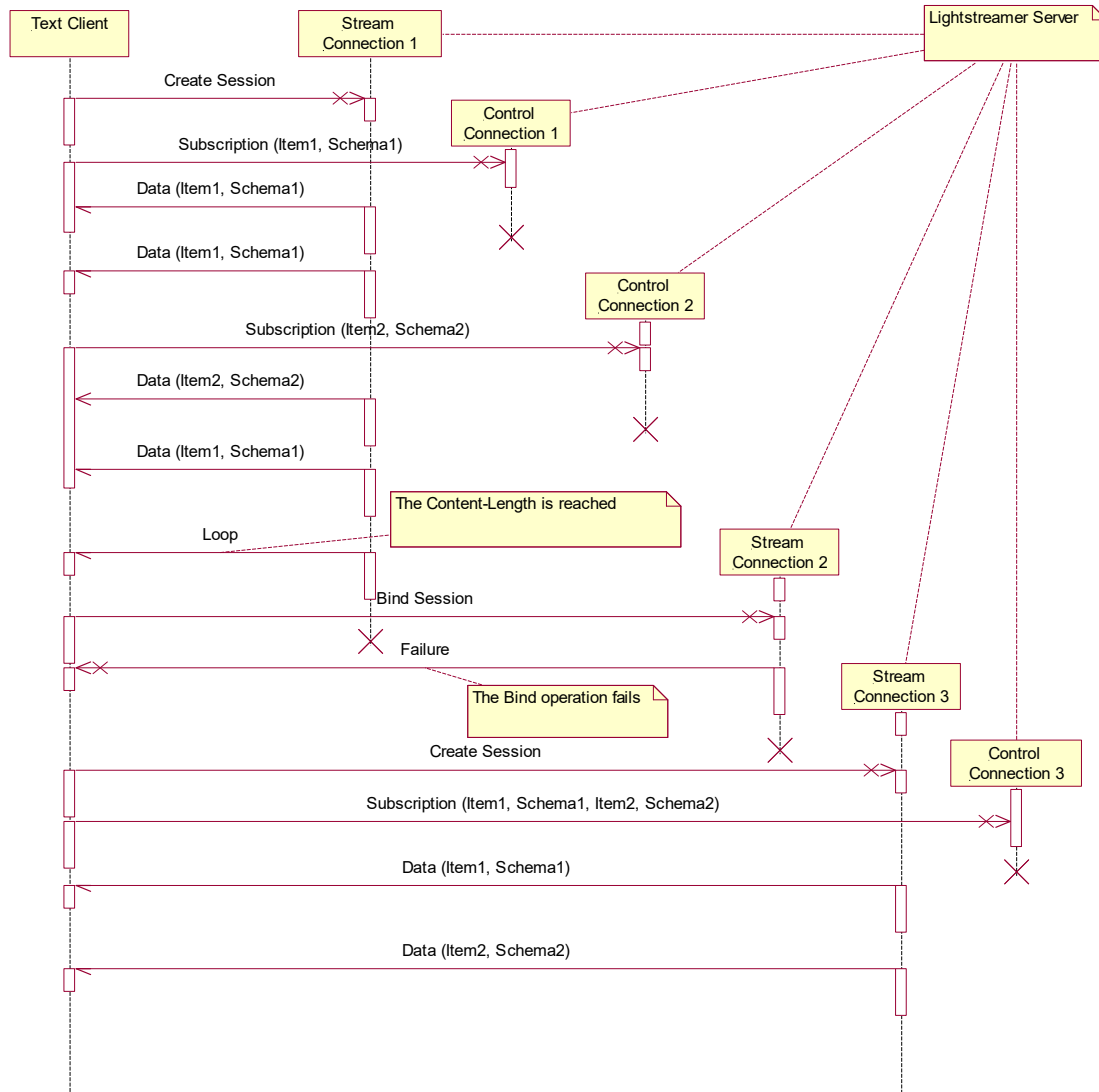 Text Client
Stream
Connection 1
Lightstreamer Server
Create Session
Control
Connection 1
Subscription (Item1, Schema1)
Data (Item1, Schema1)
Data (Item1, Schema1)
Control
Connection 2
Subscription (Item2, Schema2)
Data (Item2, Schema2)
Data (Item1, Schema1)
The Content-Length is reached
Loop
Stream
Connection 2
Bind Session
Failure
Stream
Connection 3
The Bind operation fails
Create Session
Control
Connection 3
Subscription (Item1, Schema1, Item2, Schema2)
Data (Item1, Schema1)
Data (Item2, Schema2)